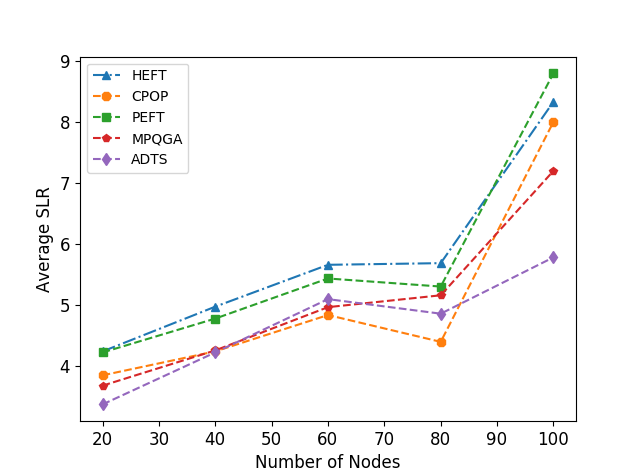 9
8
7
6
5
4
Average SLR
HEFT
CPOP
PEFT
MPQGA
ADTS
20 30 40 50 60 70 80 90 100
Number of Nodes